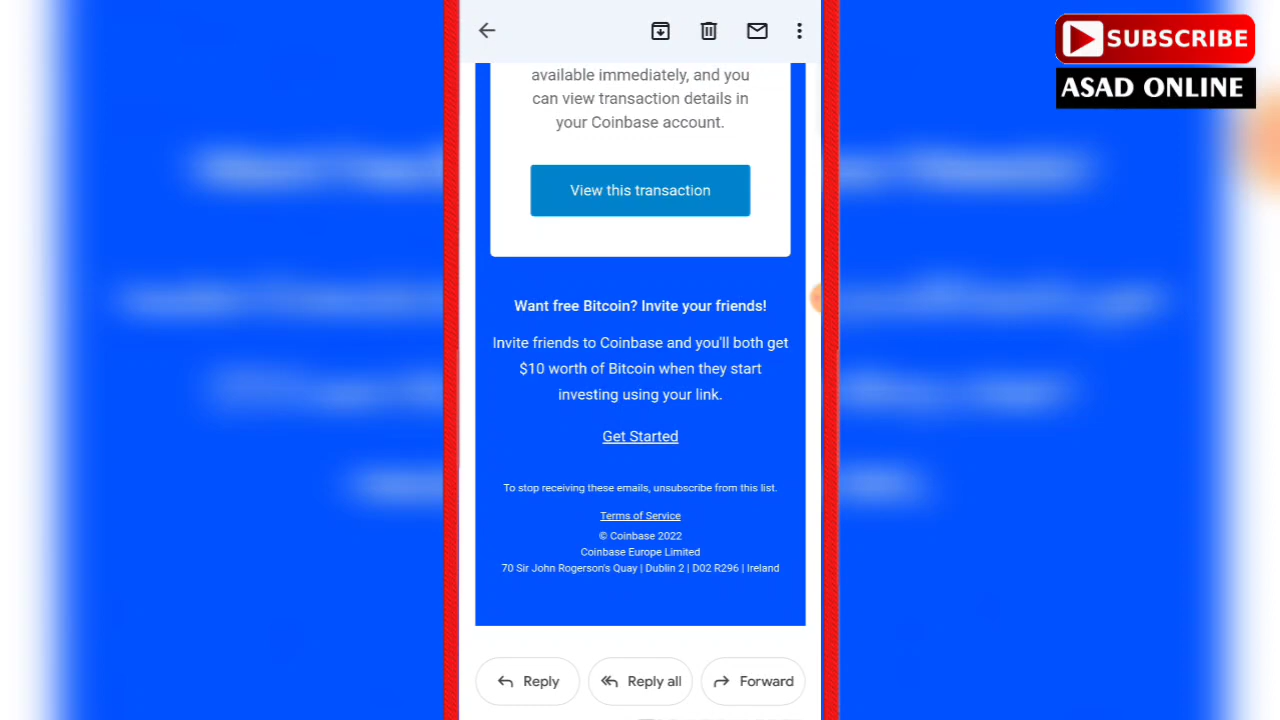 SUBSCRIBE
ASAD ONLINE
available immediately, and you
can view transaction details in
your Coinbase account.
View this transaction
Want free Bitcoin? Invite your friends!
Invite friends to Coinbase and you'll both get
$10 worth of Bitcoin when they start
investing using your link.
Get Started
To stop receiving these emails, unsubscribe from this list.
Terms of Service
© Coinbase 2022
Coinbase Europe Limited
70 Sir John Rogerson's Quay | Dublin 2 | D02 R296 | Ireland
Reply
Reply all
Forward